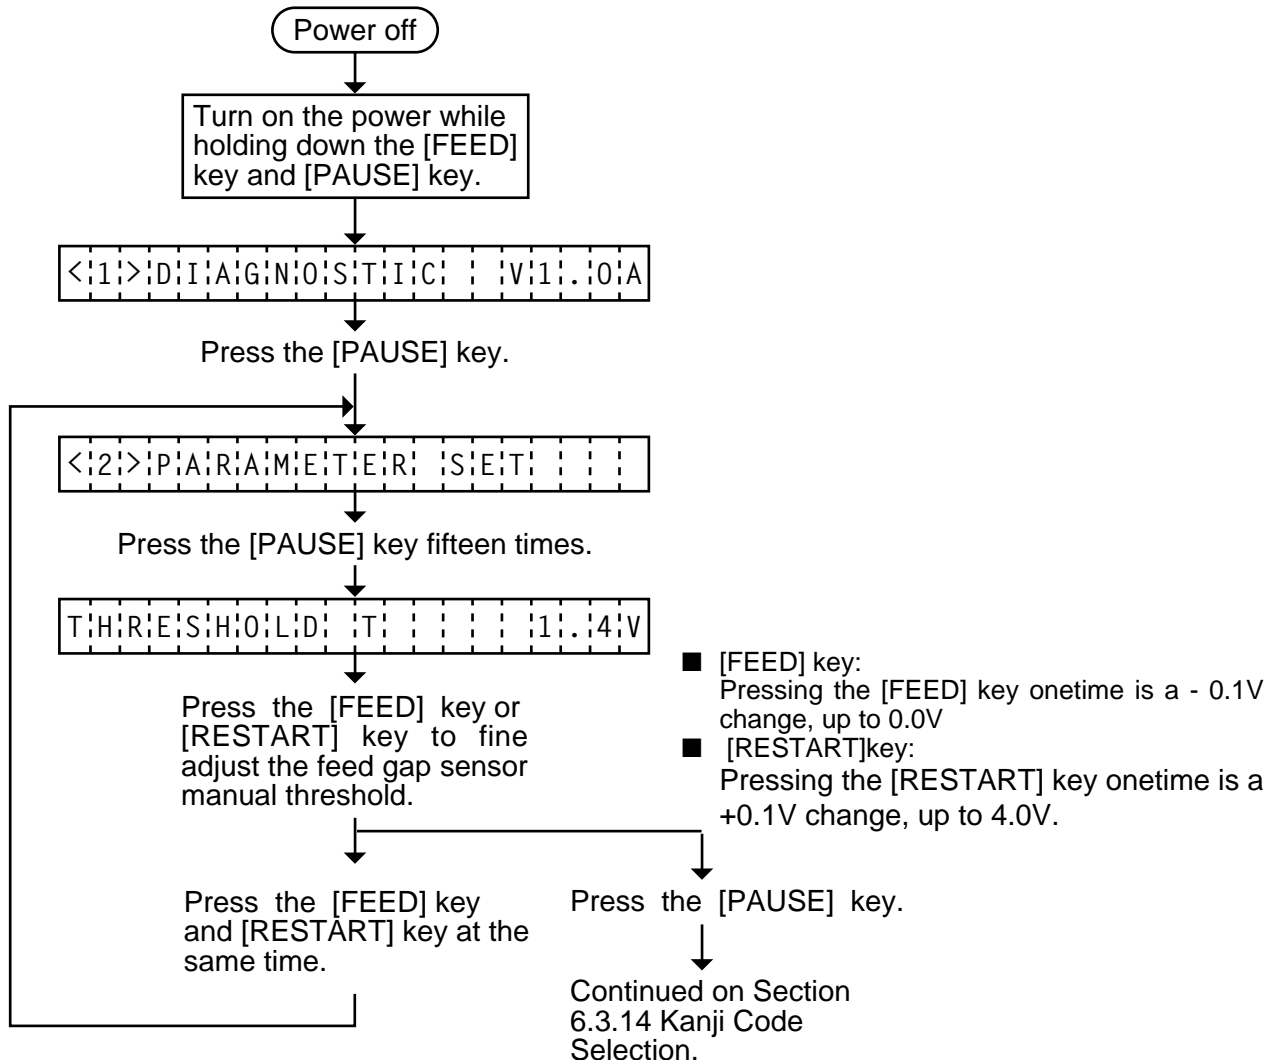 Power off
Turn on the power while
holding down the [FEED]
key and [PAUSE] key.
<1>DIAGNOSTIC  V1.0A
Press the [PAUSE] key.
<2>PARAMETER SET
Press the [PAUSE] key fifteen times.
THRESHOLD T    1.4V
Press the [FEED] key or
[RESTART] key to fine
adjust the feed gap sensor
manual threshold.
■ [FEED] key:
Pressing the [FEED] key onetime is a - 0.1V
change, up to 0.0V
■ [RESTART]key:
Pressing the [RESTART] key onetime is a
+0.1V change, up to 4.0V.
Press the [FEED] key
and [RESTART] key at the
same time.
Press the [PAUSE] key.
Continued on Section
6.3.14 Kanji Code
Selection.